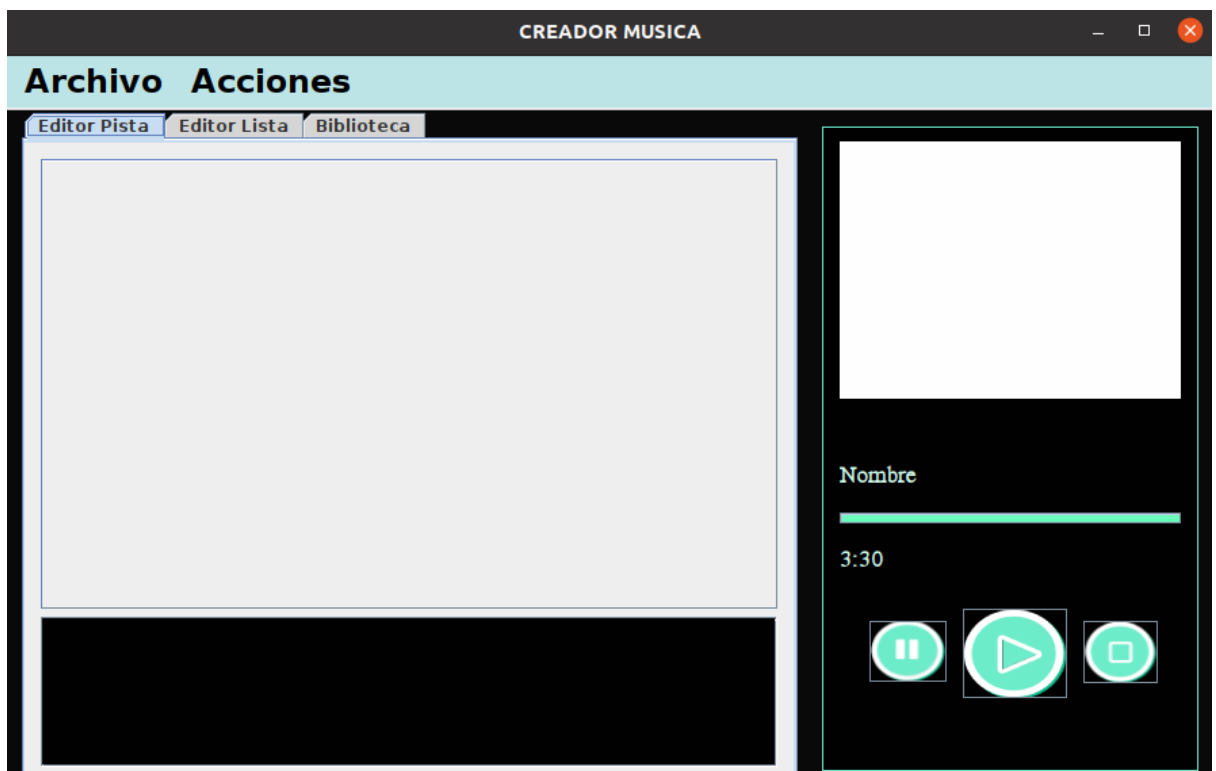 CREADOR MUSICA
Archivo Acciones
Editor Pista Editor Lista Biblioteca
Nombre
3:30